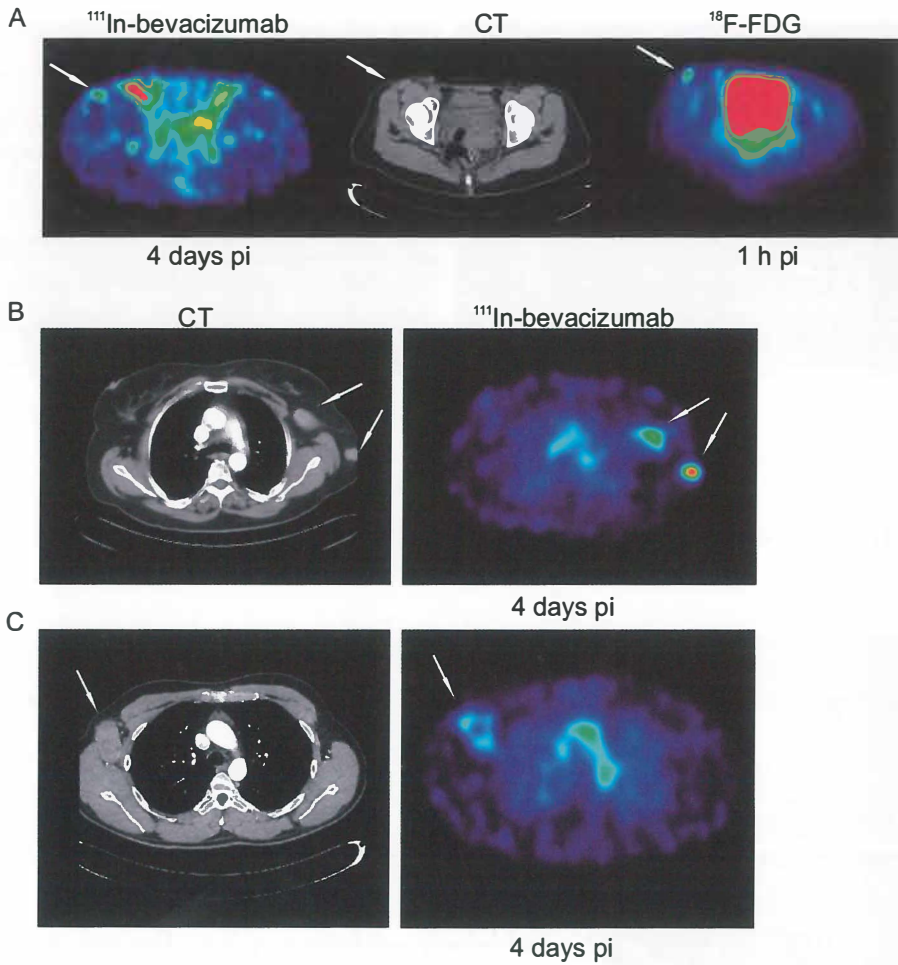 A
¹¹¹In-bevacizumab CT ¹⁸F-FDG
4 days pi 1 h pi
B
CT ¹¹¹In-bevacizumab
4 days pi
C
4 days pi